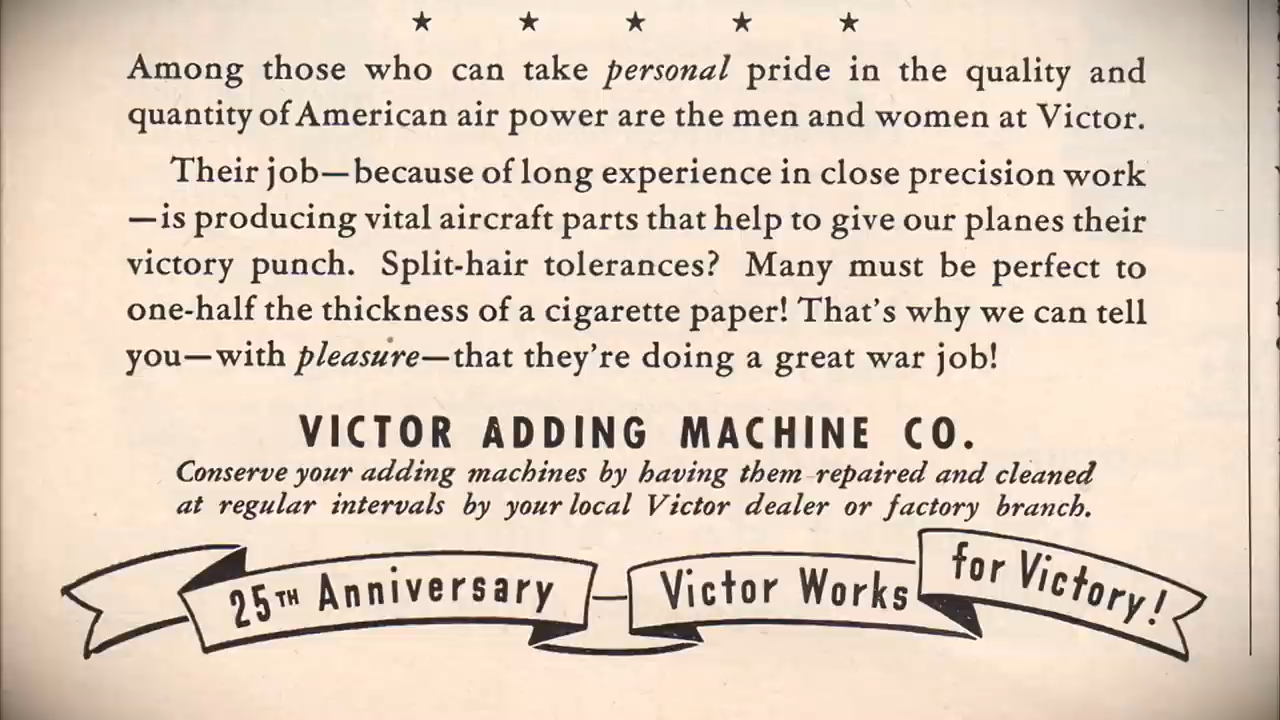 Among those who can take personal pride in the quality and
quantity of American air power are the men and women at Victor.
Their job—because of long experience in close precision work
—is producing vital aircraft parts that help to give our planes their
victory punch. Split-hair tolerances? Many must be perfect to
one-half the thickness of a cigarette paper! That's why we can tell
you—with pleasure—that they're doing a great war job!
VICTOR ADDING MACHINE CO.
Conserve your adding machines by having them repaired and cleaned
at regular intervals by your local Victor dealer or factory branch.
25TH Anniversary — Victor Works for Victory!